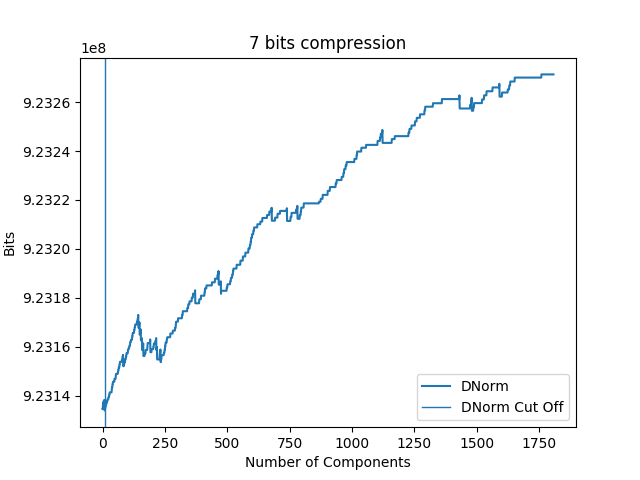 7 bits compression
1e8
9.2326
9.2324
9.2322
9.2320
9.2318
9.2316
9.2314
Bits
0 250 500 750 1000 1250 1500 1750
Number of Components
DNorm
DNorm Cut Off